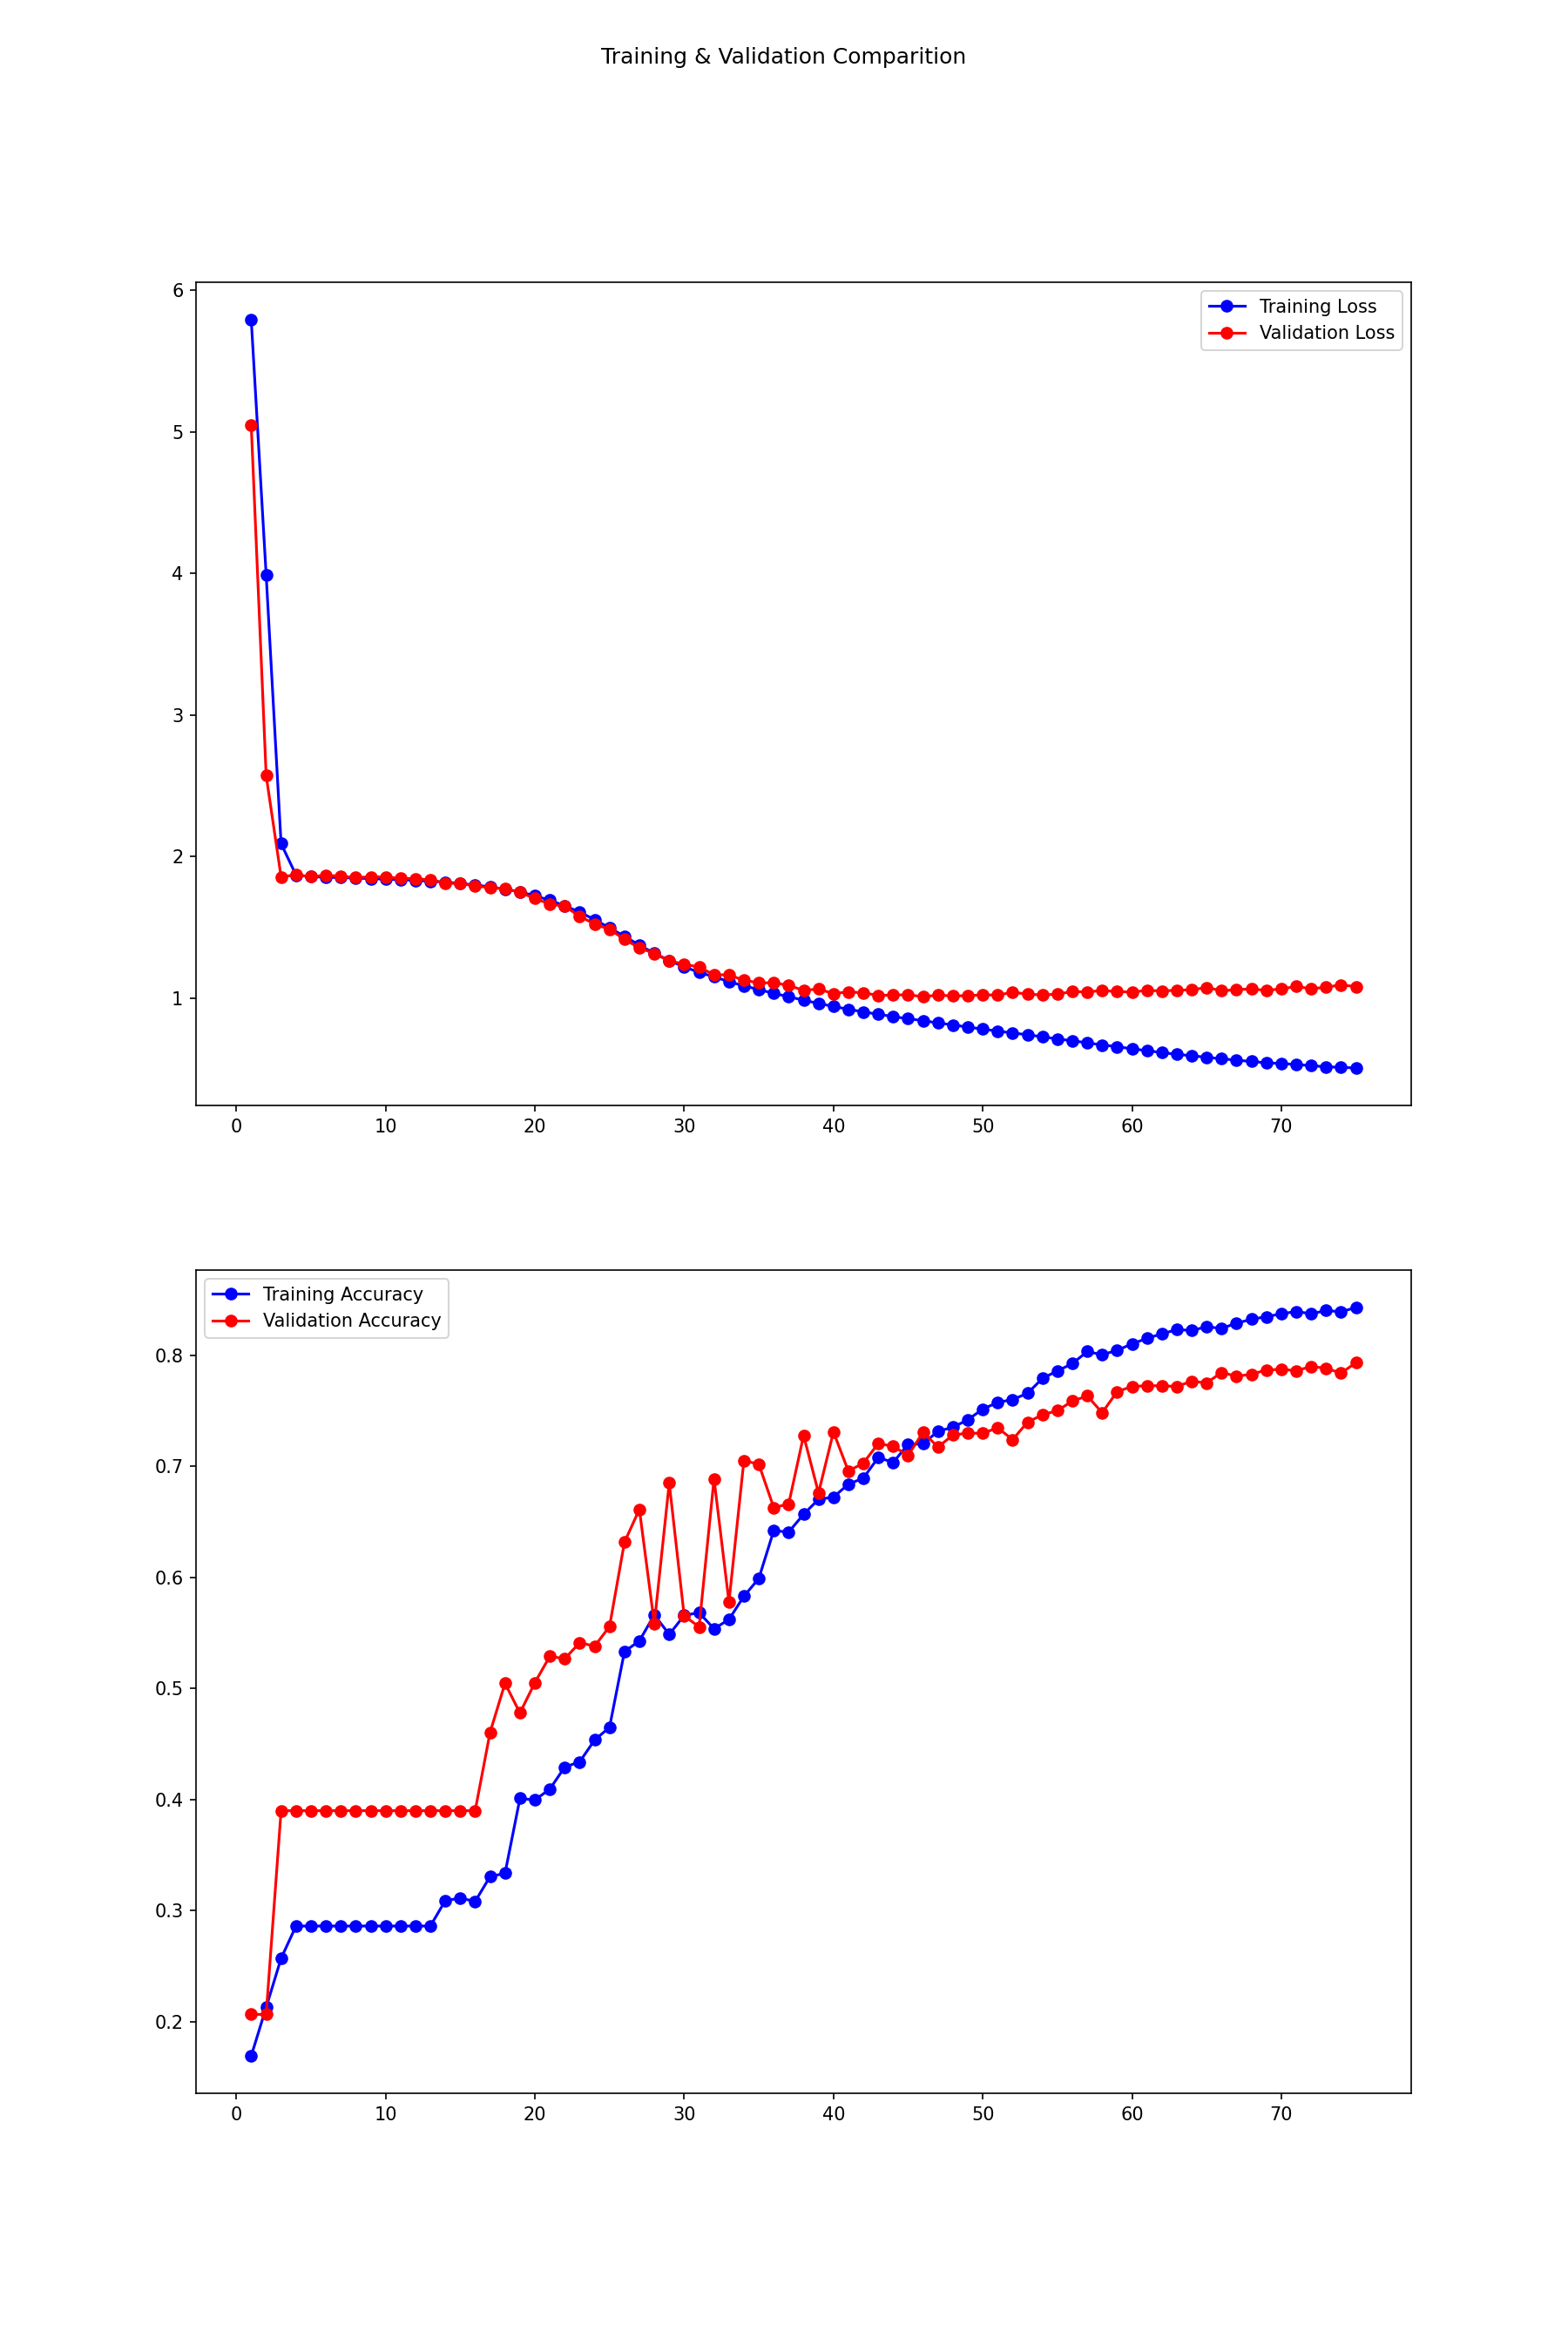 Training & Validation Comparition
6
Training Loss
Validation Loss
5
4
3
2
1
0 10 20 30 40 50 60 70
Training Accuracy
Validation Accuracy
0.8
0.7
0.6
0.5
0.4
0.3
0.2
0 10 20 30 40 50 60 70